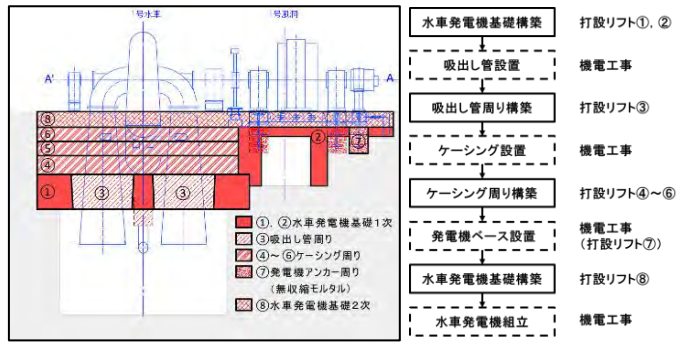 号水車
号風洞
A'
A
⑧
⑥
⑤
④
②
⑦
①
③
③
①, ②水車発電機基礎1次
③吸出し管周り
④～⑥ケーシング周り
⑦発電機アンカー周り
(無収縮モルタル)
⑧水車発電機基礎2次
水車発電機基礎構築 打設リフト①, ②
吸出し管設置 機電工事
吸出し管周り構築 打設リフト③
ケーシング設置 機電工事
ケーシング周り構築 打設リフト④～⑥
発電機ベース設置 機電工事
(打設リフト⑦)
水車発電機基礎構築 打設リフト⑧
水車発電機組立 機電工事